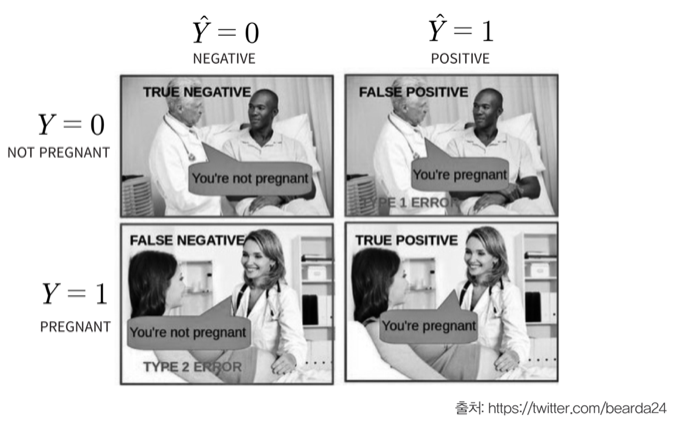 Ŷ = 0
NEGATIVE
Ŷ = 1
POSITIVE
Y = 0
NOT PREGNANT
TRUE NEGATIVE
You're not pregnant
FALSE POSITIVE
You're pregnant
TYPE 1 ERROR
Y = 1
PREGNANT
FALSE NEGATIVE
You're not pregnant
TYPE 2 ERROR
TRUE POSITIVE
You're pregnant
출처: https://twitter.com/bearda24